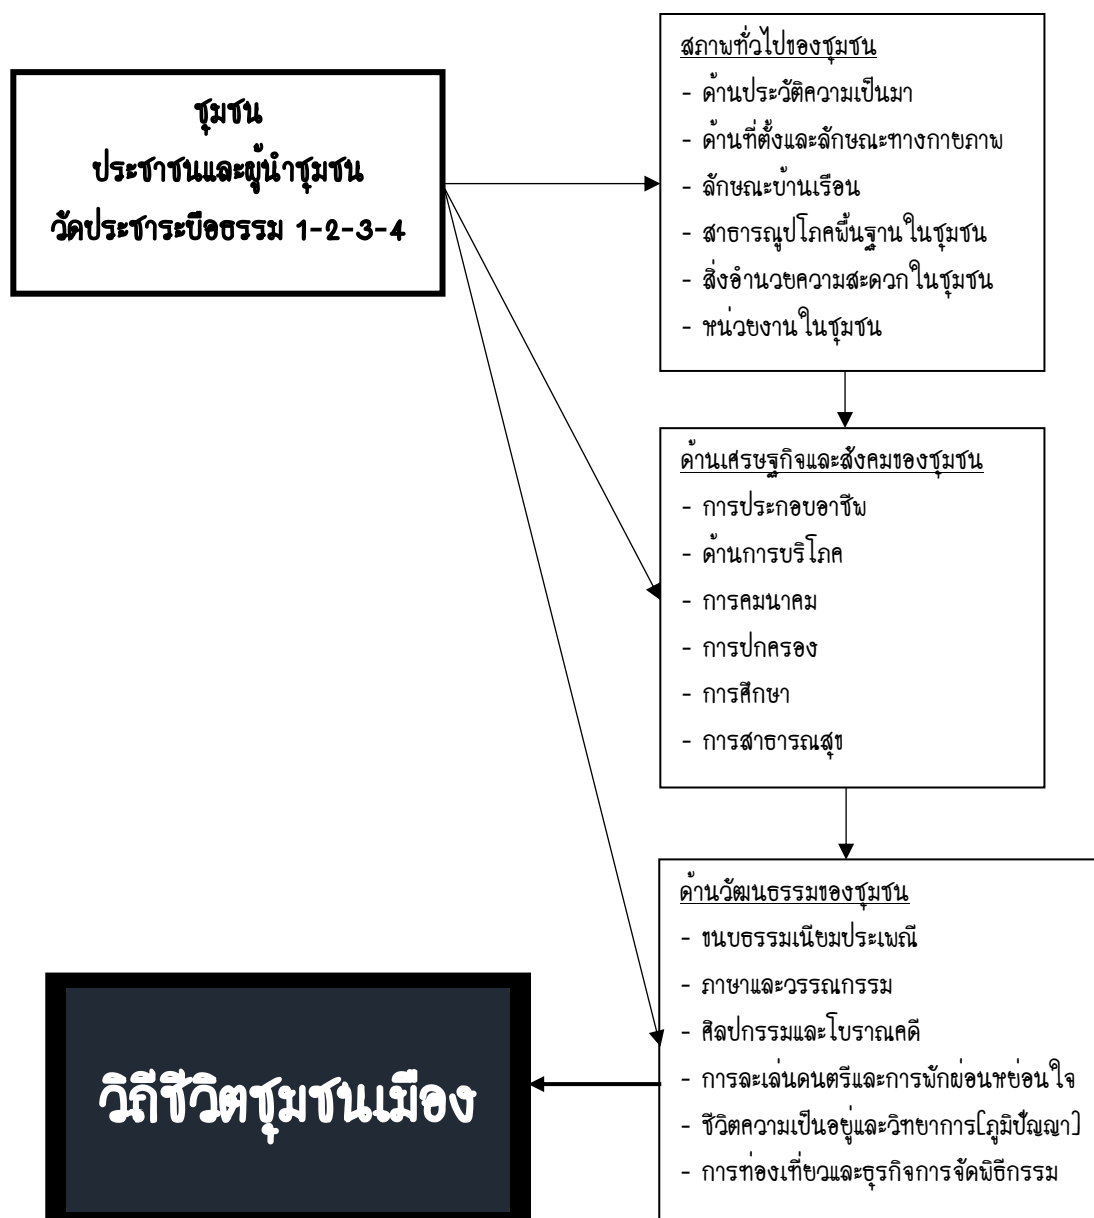 ชุมชน
ประชาชนและผู้นำชุมชน
วัดประชาระบือธรรม 1-2-3-4
สภาพทั่วไปของชุมชน
- ด้านประวัติความเป็นมา
- ด้านที่ตั้งและลักษณะทางกายภาพ
- ลักษณะบ้านเรือน
- สาธารณูปโภคพื้นฐานในชุมชน
- สิ่งอำนวยความสะดวกในชุมชน
- หน่วยงานในชุมชน
ด้านเศรษฐกิจและสังคมของชุมชน
- การประกอบอาชีพ
- ด้านการบริโภค
- การคมนาคม
- การปกครอง
- การศึกษา
- การสาธารณสุข
ด้านวัฒนธรรมของชุมชน
- ขนบธรรมเนียมประเพณี
- ภาษาและวรรณกรรม
- ศิลปกรรมและโบราณคดี
- การละเล่นดนตรีและการพักผ่อนหย่อนใจ
- ชีวิตความเป็นอยู่และวิทยาการ(ภูมิปัญญา)
- การท่องเที่ยวและธุรกิจการจัดพิธีกรรม
วิถีชีวิตชุมชนเมือง